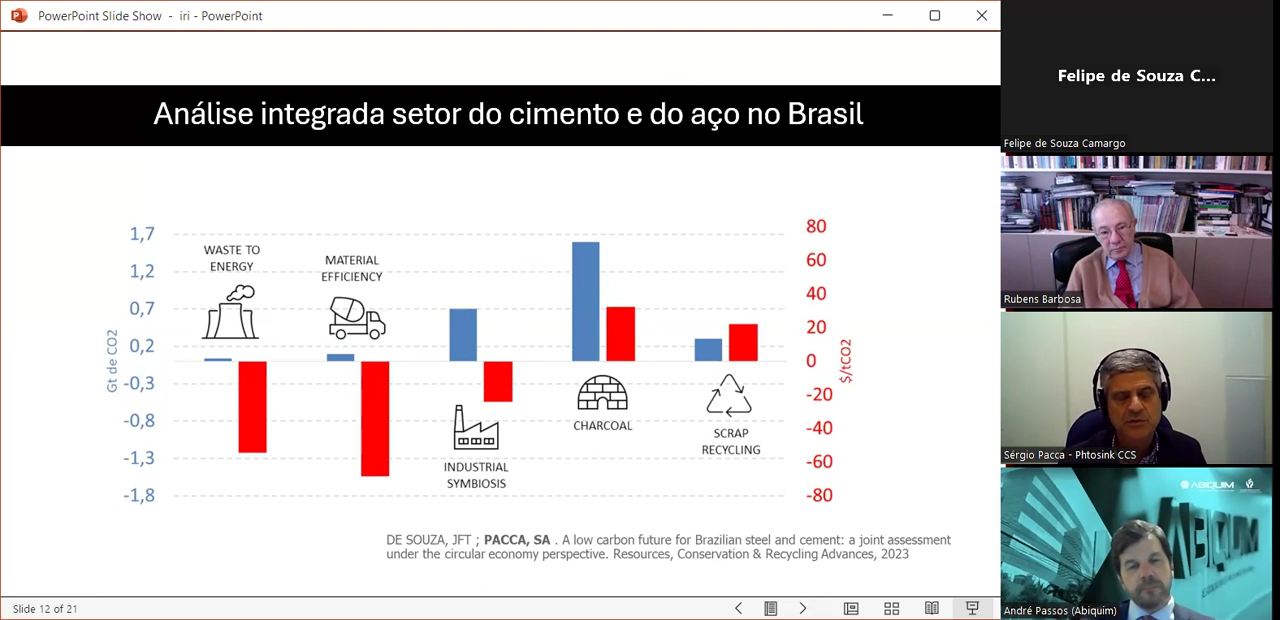 PowerPoint Slide Show - iri - PowerPoint
Análise integrada setor do cimento e do aço no Brasil
Gt de CO2
1,7
1,2
0,7
0,2
-0,3
-0,8
-1,3
-1,8
WASTE TO
ENERGY
MATERIAL
EFFICIENCY
INDUSTRIAL
SYMBIOSIS
CHARCOAL
SCRAP
RECYCLING
80
60
40
20
0
-20
-40
-60
-80
$/tCO2
DE SOUZA, JFT ; PACCA, SA . A low carbon future for Brazilian steel and cement: a joint assessment
under the circular economy perspective. Resources, Conservation & Recycling Advances, 2023
Slide 12 of 21
Felipe de Souza C...
Felipe de Souza Camargo
Rubens Barbosa
Sérgio Pacca - Phtosink CCS
ABIQUIM
ABIQUIM
André Passos (Abiquim)